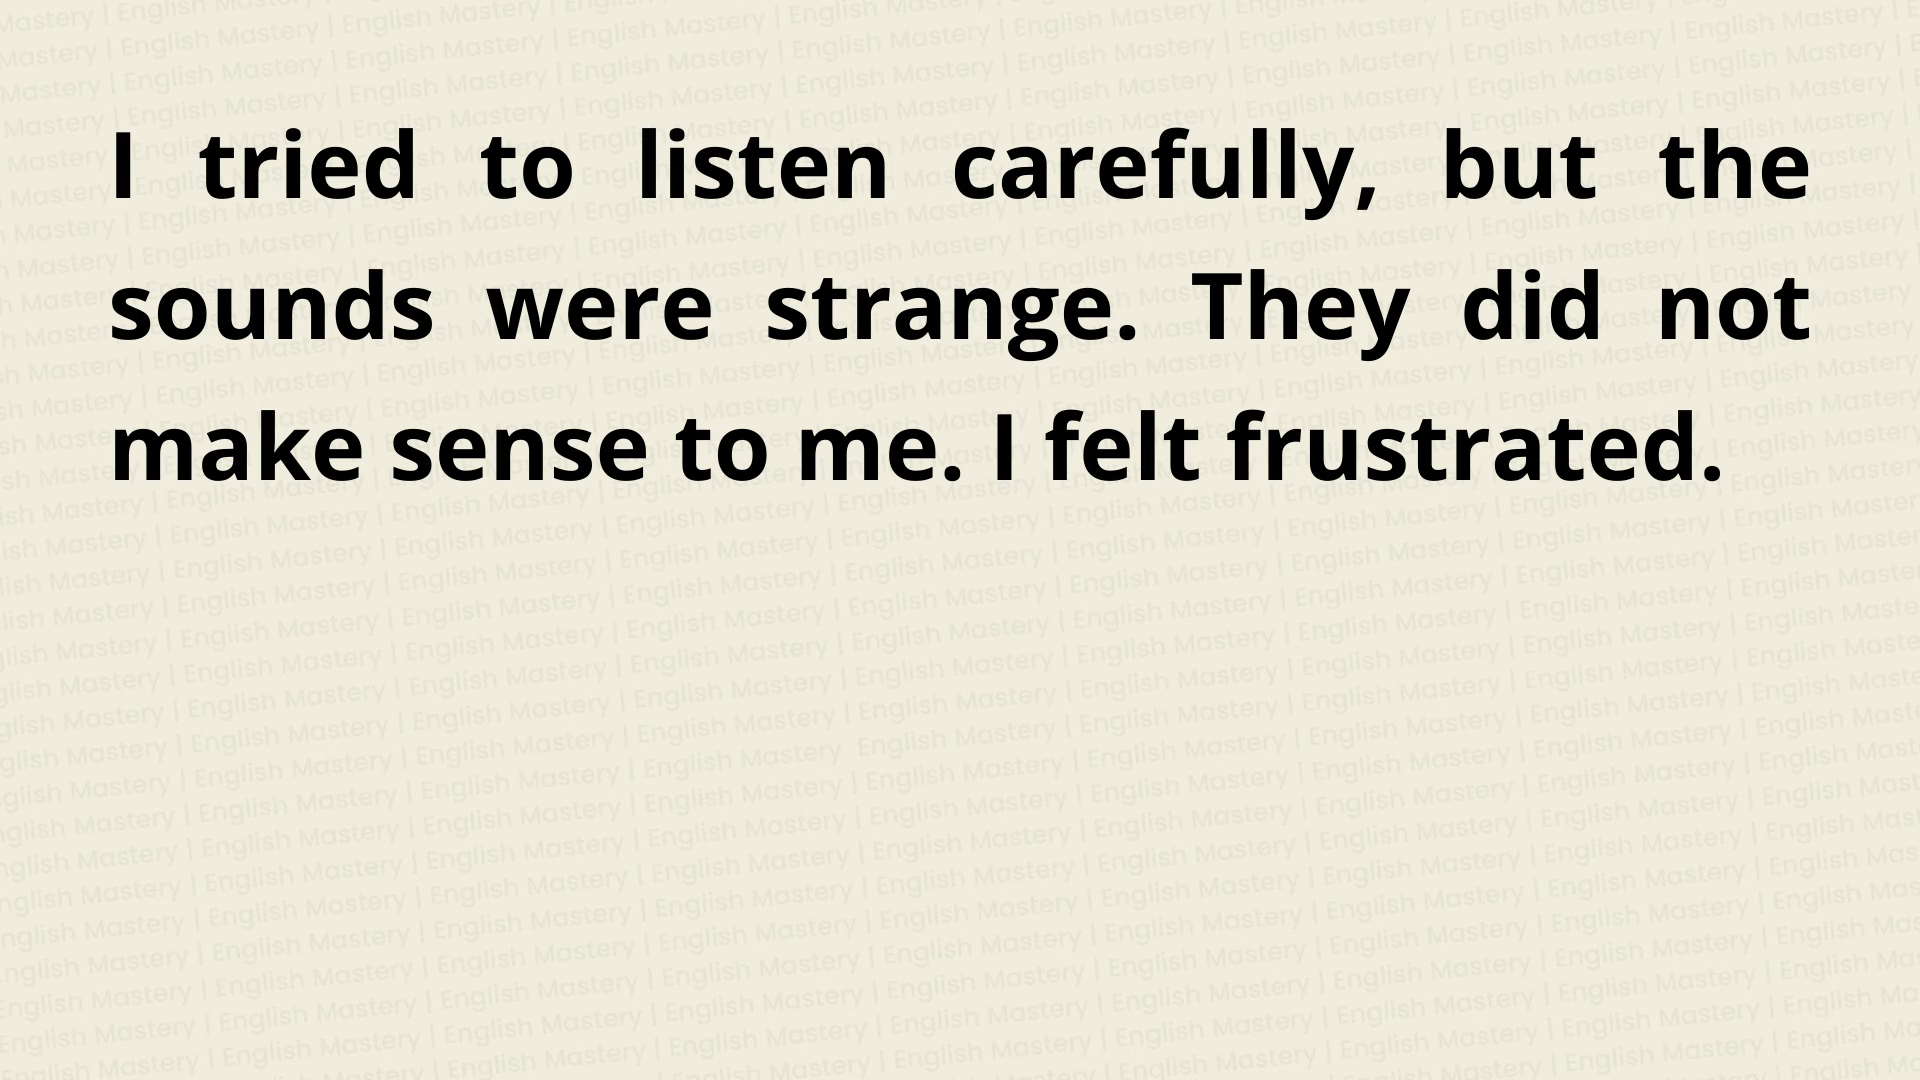 I tried to listen carefully, but the
sounds were strange. They did not
make sense to me. I felt frustrated.